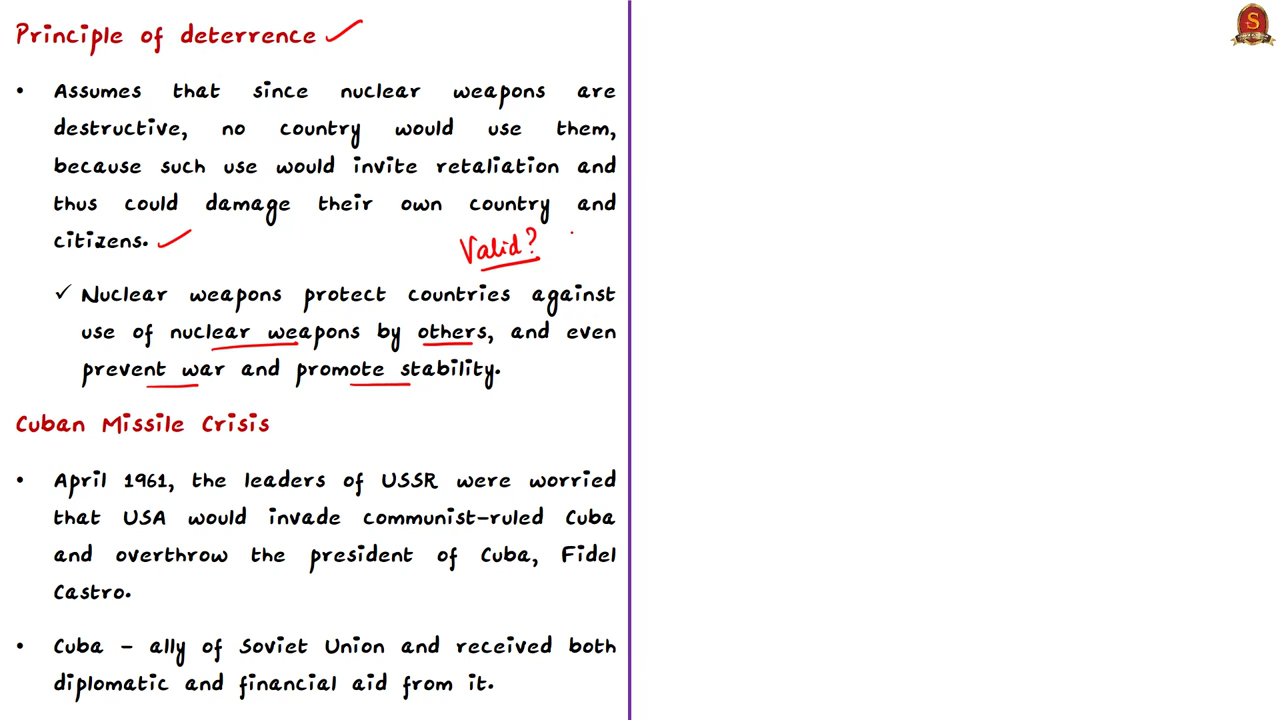 Principle of deterrence
• Assumes that since nuclear weapons are
destructive, no country would use them,
because such use would invite retaliation and
thus could damage their own country and
citizens.
Valid?
✓ Nuclear weapons protect countries against
use of nuclear weapons by others, and even
prevent war and promote stability.
Cuban Missile Crisis
• April 1961, the leaders of USSR were worried
that USA would invade communist-ruled Cuba
and overthrow the president of Cuba, Fidel
Castro.
• Cuba - ally of Soviet Union and received both
diplomatic and financial aid from it.
S